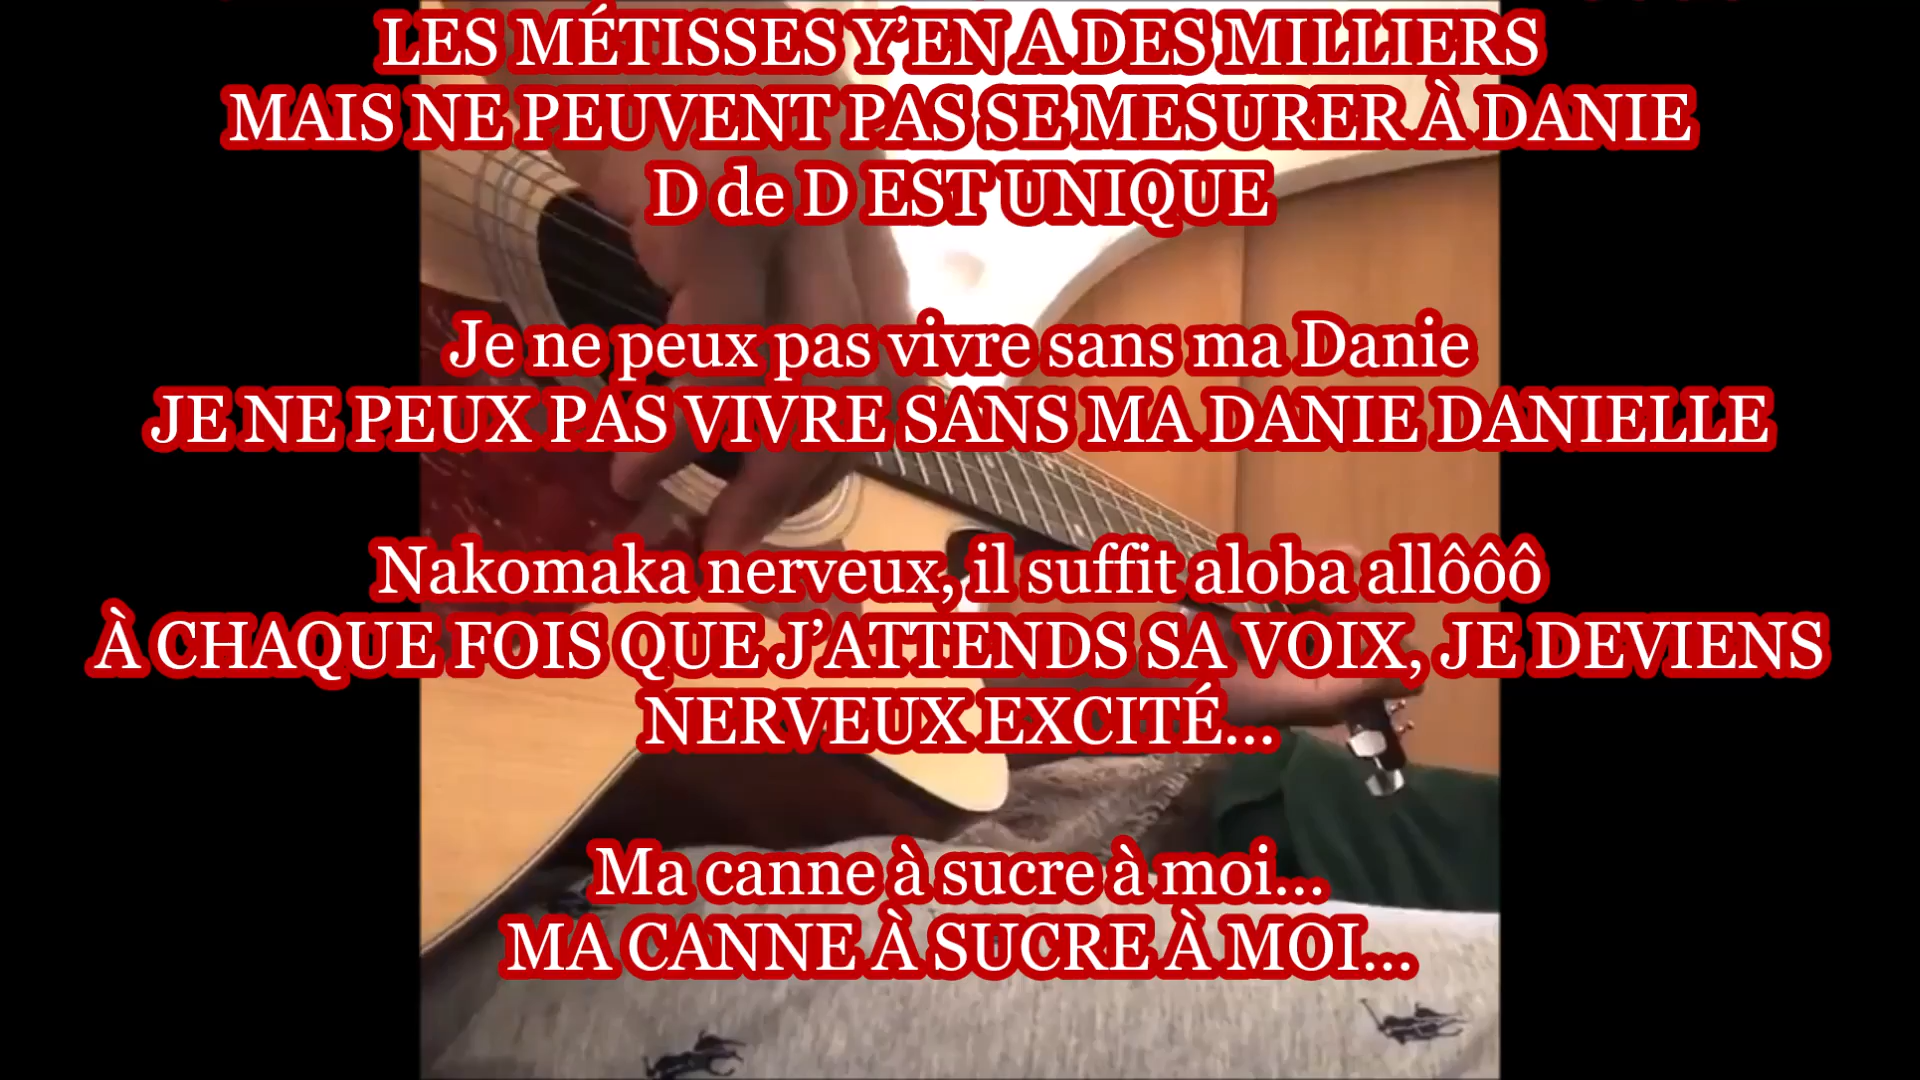 LES MÉTISSES Y’EN A DES MILLIERS
MAIS NE PEUVENT PAS SE MESURER À DANIE
D de D EST UNIQUE
Je ne peux pas vivre sans ma Danie
JE NE PEUX PAS VIVRE SANS MA DANIE DANIELLE
Nakomaka nerveux, il suffit aloba allôôô
À CHAQUE FOIS QUE J’ATTENDS SA VOIX, JE DEVIENS
NERVEUX EXCITÉ...
Ma canne à sucre à moi...
MA CANNE À SUCRE À MOI...